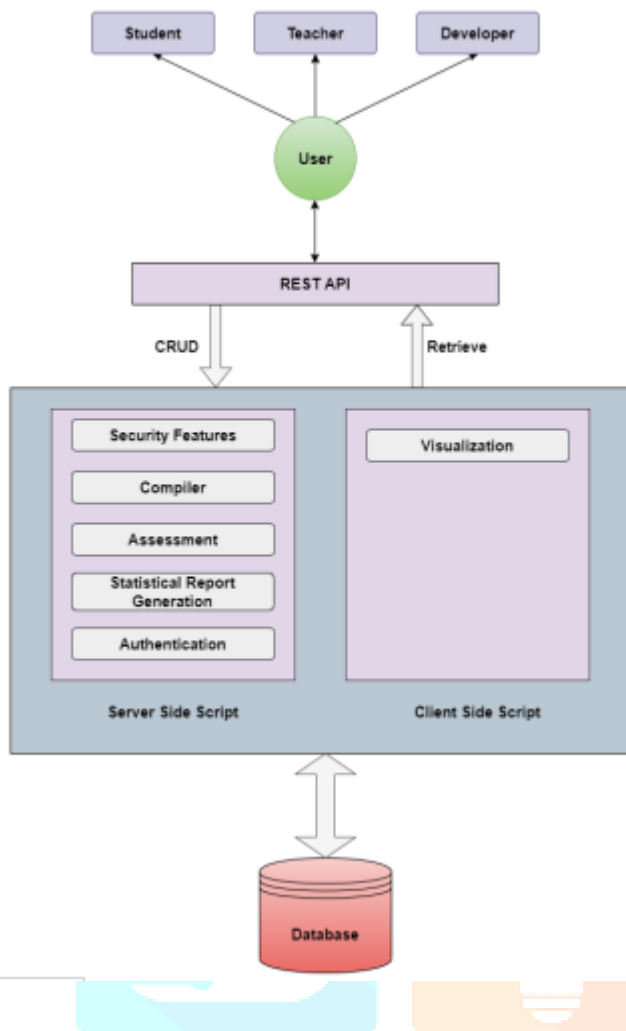 Student
Teacher
Developer
User
REST API
CRUD
Retrieve
Security Features
Compiler
Assessment
Statistical Report
Generation
Authentication
Visualization
Server Side Script
Client Side Script
Database